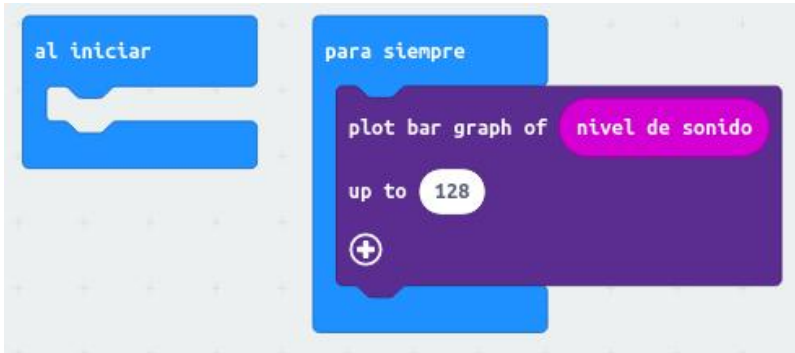 al iniciar
para siempre
plot bar graph of nivel de sonido
up to 128